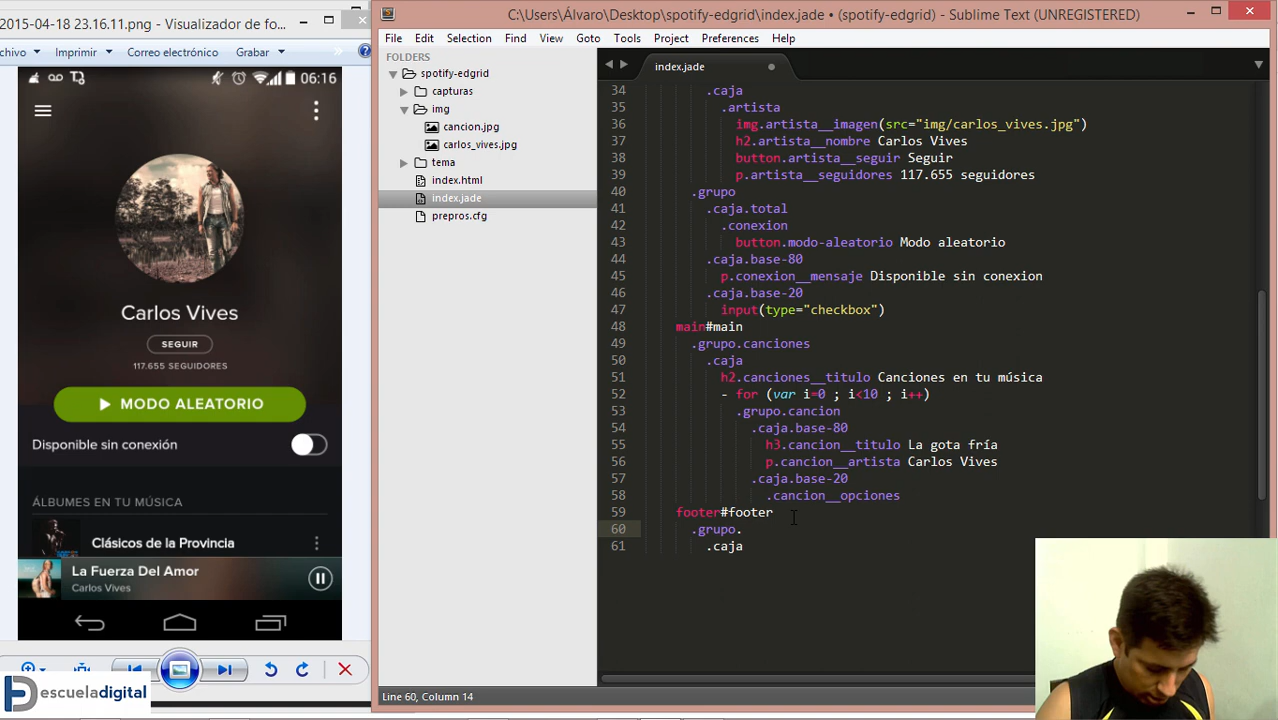 2015-04-18 23.16.11.png - Visualizador de fo...
chivo
Imprimir
Correo electrónico
Grabar
06:16
Carlos Vives
SEGUIR
117.655 SEGUIDORES
MODO ALEATORIO
Disponible sin conexión
ÁLBUMES EN TU MÚSICA
Clásicos de la Provincia
La Fuerza Del Amor
Carlos Vives
escueladigital
C:\Users\Álvaro\Desktop\spotify-edgrid\index.jade • (spotify-edgrid) - Sublime Text (UNREGISTERED)
File Edit Selection Find View Goto Tools Project Preferences Help
FOLDERS
spotify-edgrid
capturas
img
cancion.jpg
carlos_vives.jpg
tema
index.html
index.jade
prepros.cfg
index.jade
34 .caja
35 .artista
36 img.artista__imagen(src="img/carlos_vives.jpg")
37 h2.artista__nombre Carlos Vives
38 button.artista__seguir Seguir
39 p.artista__seguidores 117.655 seguidores
40 .grupo
41 .caja.total
42 .conexion
43 button.modo-aleatorio Modo aleatorio
44 .caja.base-80
45 p.conexion__mensaje Disponible sin conexion
46 .caja.base-20
47 input(type="checkbox")
48 main#main
49 .grupo.canciones
50 .caja
51 h2.canciones__titulo Canciones en tu música
52 - for (var i=0 ; i<10 ; i++)
53 .grupo.cancion
54 .caja.base-80
55 h3.cancion__titulo La gota fría
56 p.cancion__artista Carlos Vives
57 .caja.base-20
58 .cancion__opciones
59 footer#footer
60 .grupo.
61 .caja
Line 60, Column 14